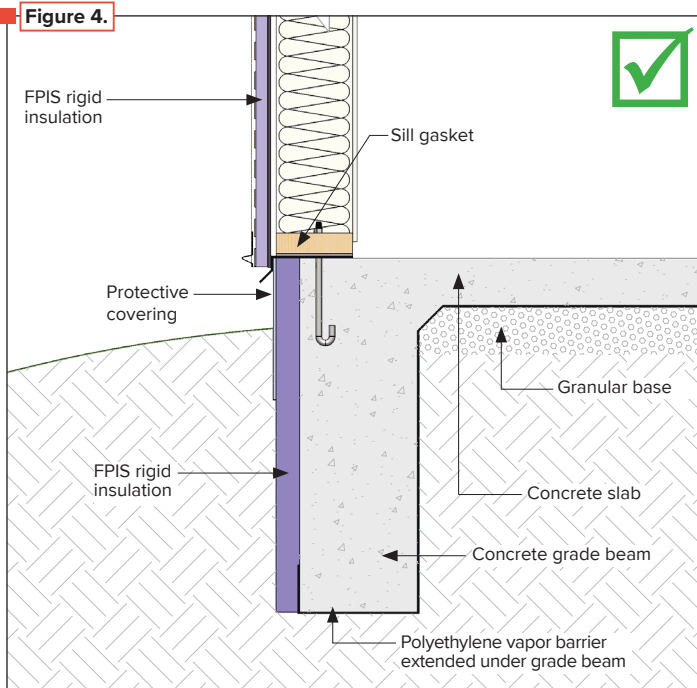 Figure 4.
FPIS rigid
insulation
Sill gasket
Protective
covering
Granular base
FPIS rigid
insulation
Concrete slab
Concrete grade beam
Polyethylene vapor barrier
extended under grade beam